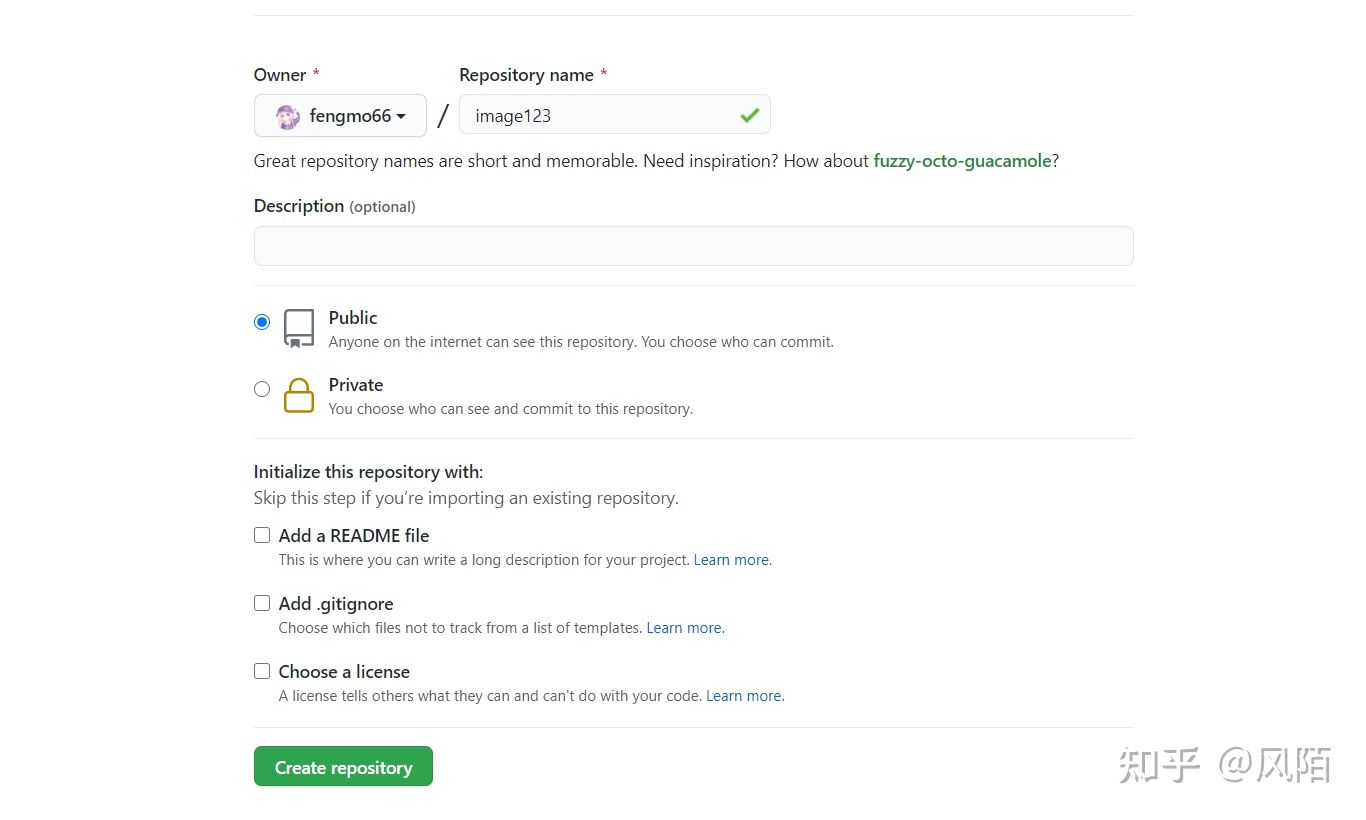 Owner * Repository name *
fengmo66 / image123
Great repository names are short and memorable. Need inspiration? How about fuzzy-octo-guacamole?
Description (optional)
Public
Anyone on the internet can see this repository. You choose who can commit.
Private
You choose who can see and commit to this repository.
Initialize this repository with:
Skip this step if you’re importing an existing repository.
Add a README file
This is where you can write a long description for your project. Learn more.
Add .gitignore
Choose which files not to track from a list of templates. Learn more.
Choose a license
A license tells others what they can and can't do with your code. Learn more.
Create repository
知乎 @风陌